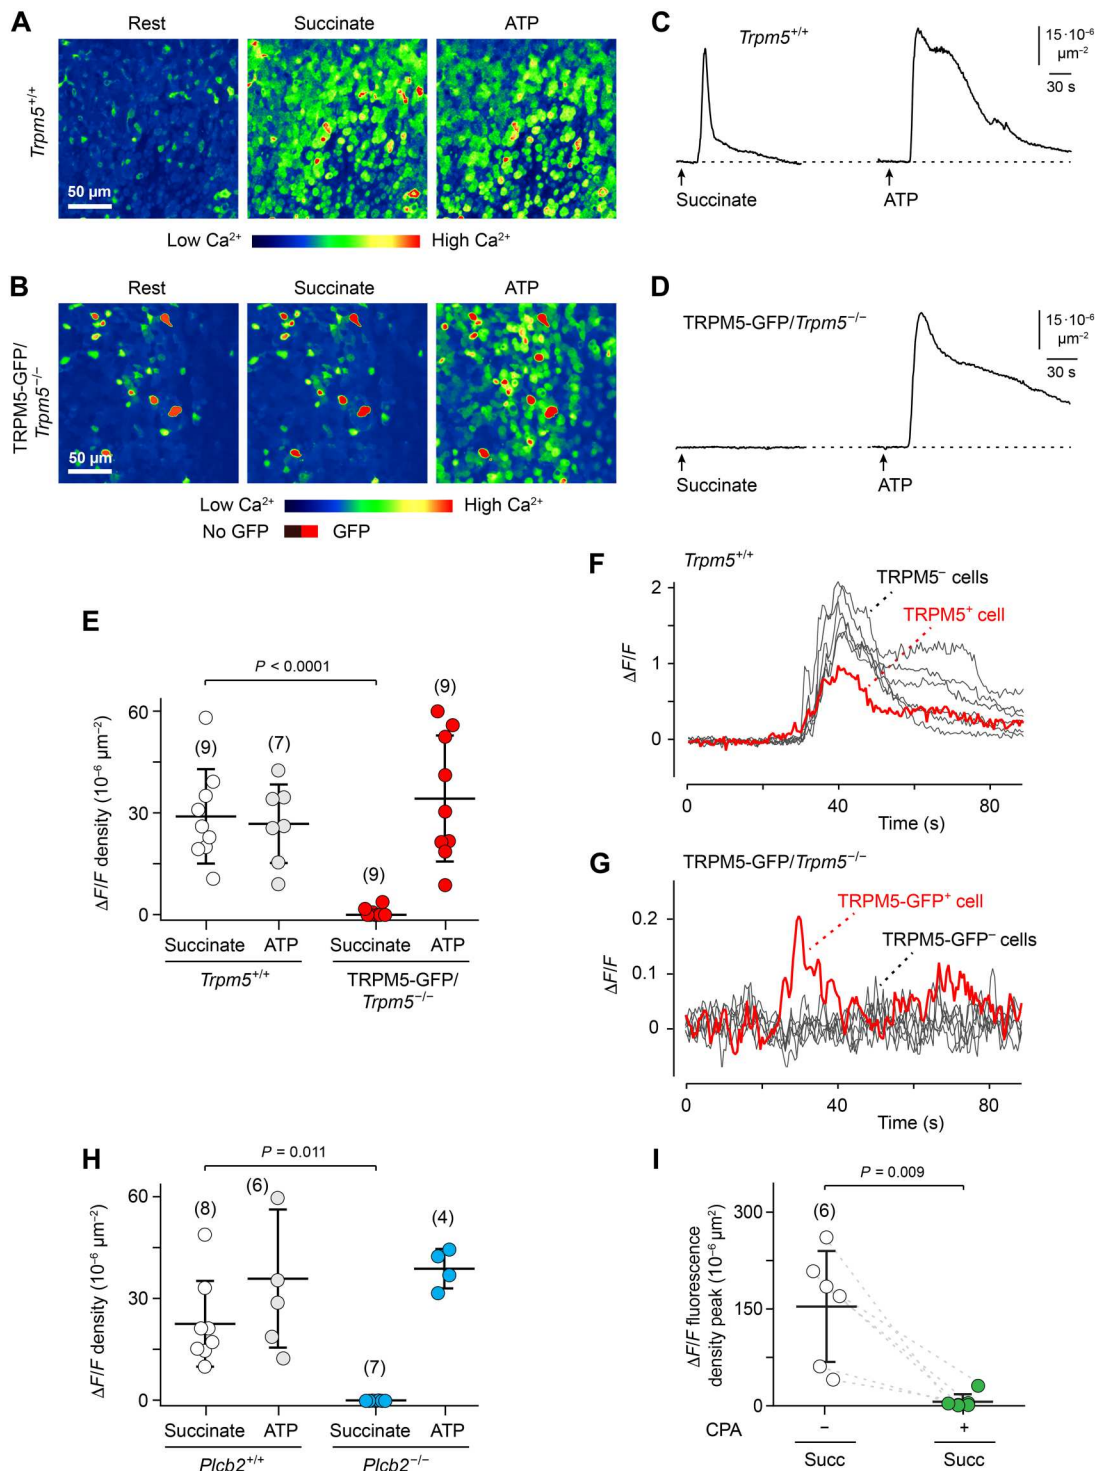 A
Rest
Succinate
ATP
Trpm5+/+
50 µm
Low Ca2+
High Ca2+
B
Rest
Succinate
ATP
TRPM5-GFP/
Trpm5−/−
50 µm
Low Ca2+
High Ca2+
No GFP
GFP
C
Trpm5+/+
15·10−6
µm−2
30 s
Succinate
ATP
D
TRPM5-GFP/Trpm5−/−
15·10−6
µm−2
30 s
Succinate
ATP
E
P < 0.0001
(9)
(7)
(9)
(9)
60
30
0
ΔF/F density (10−6 µm−2)
Succinate
ATP
Succinate
ATP
Trpm5+/+
TRPM5-GFP/
Trpm5−/−
F
Trpm5+/+
TRPM5− cells
TRPM5+ cell
2
1
0
ΔF/F
0
40
80
Time (s)
G
TRPM5-GFP/Trpm5−/−
TRPM5-GFP+ cell
TRPM5-GFP− cells
0.2
0.1
0
ΔF/F
0
40
80
Time (s)
H
P = 0.011
(8)
(6)
(7)
(4)
60
30
0
ΔF/F density (10−6 µm−2)
Succinate
ATP
Succinate
ATP
Plcb2+/+
Plcb2−/−
I
P = 0.009
(6)
300
150
0
ΔF/F fluorescence
density peak (10−6 µm2)
CPA
−
+
Succ
Succ